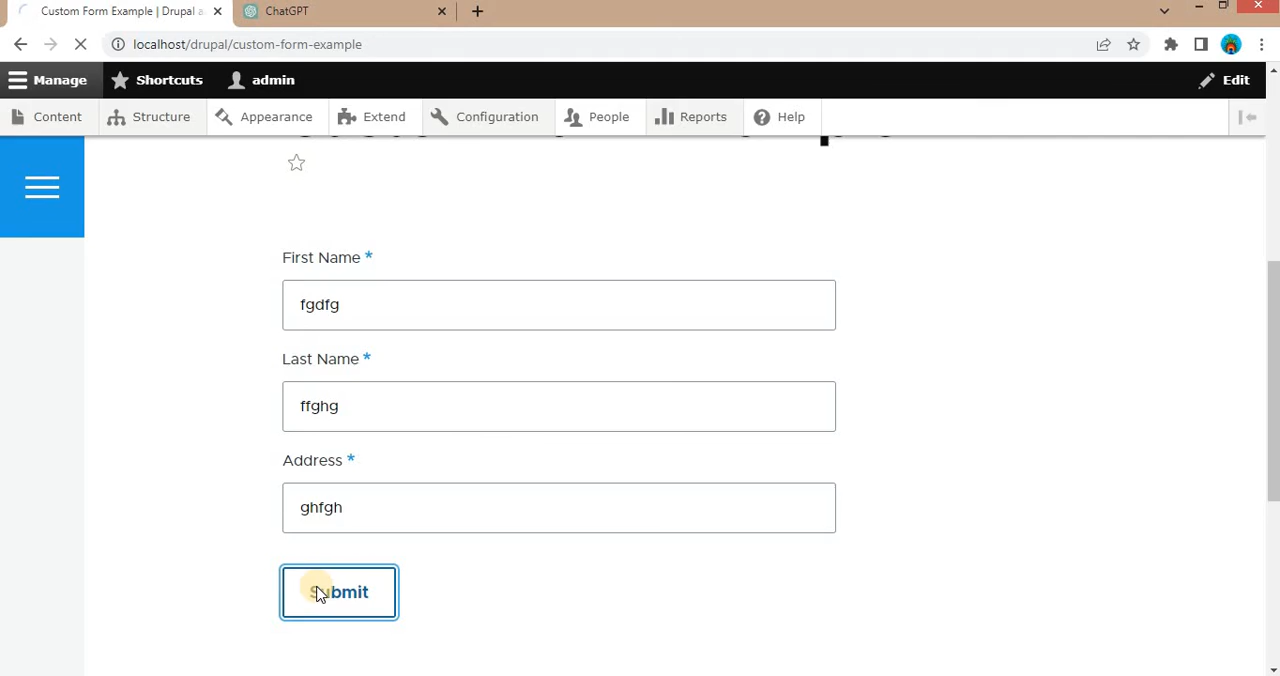 Custom Form Example | Drupal a
ChatGPT
localhost/drupal/custom-form-example
Manage Shortcuts admin Edit
Content Structure Appearance Extend Configuration People Reports Help
First Name *
fgdfg
Last Name *
ffghg
Address *
ghfgh
Submit